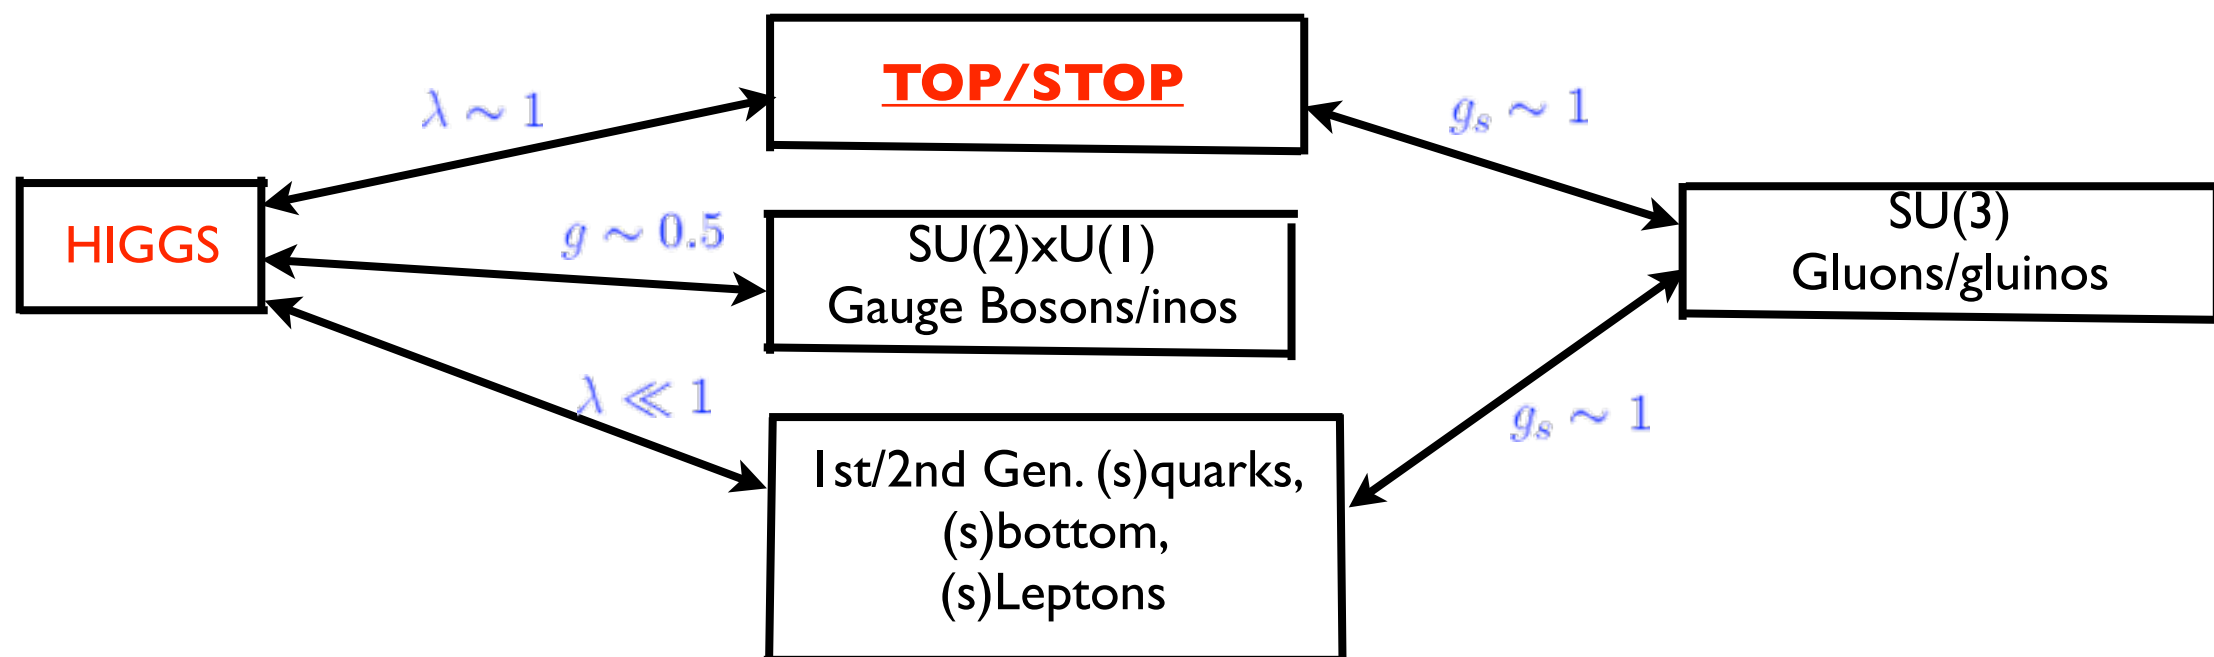 TOP/STOP
λ ∼ 1
g_s ∼ 1
HIGGS
g ∼ 0.5
SU(2)xU(1)
Gauge Bosons/inos
SU(3)
Gluons/gluinos
λ ≪ 1
g_s ∼ 1
1st/2nd Gen. (s)quarks,
(s)bottom,
(s)Leptons